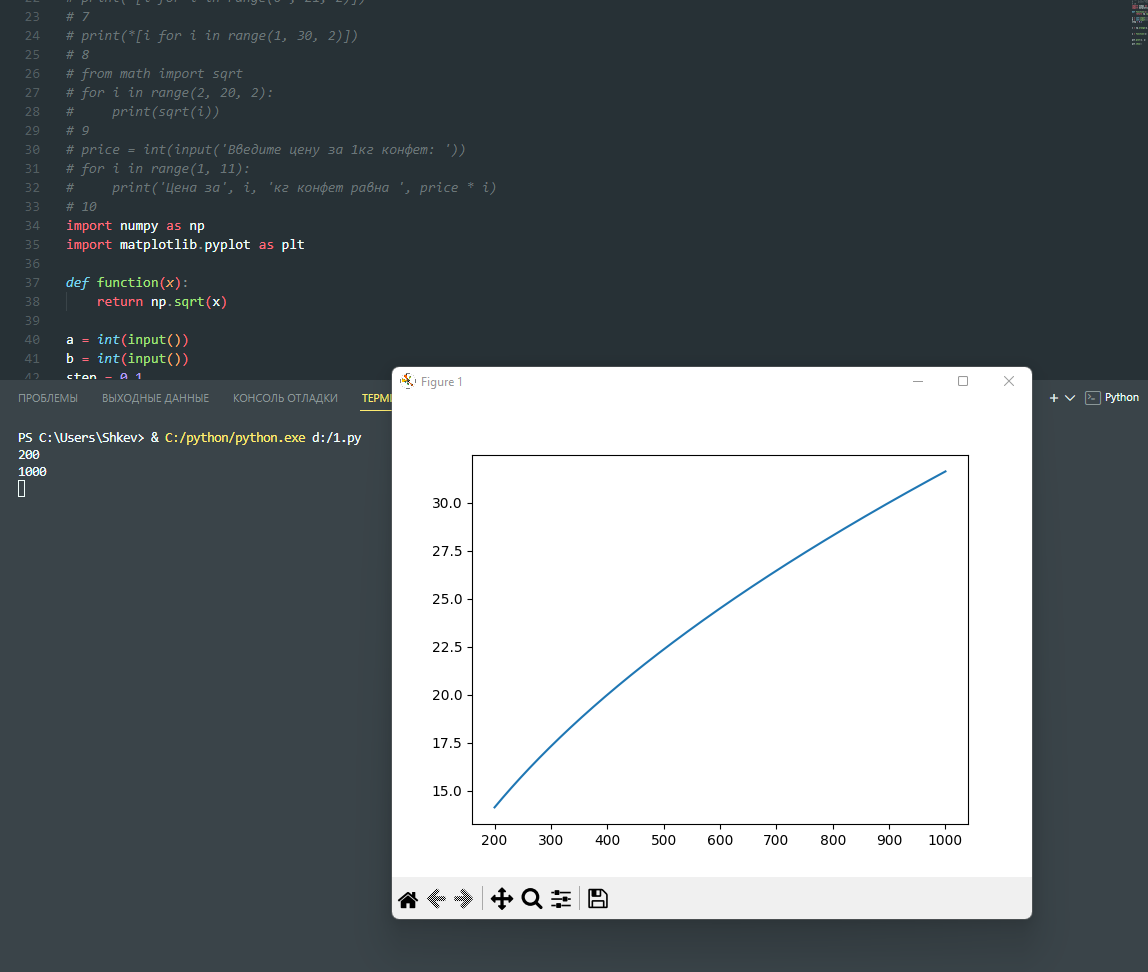 22 # print(*[i for i in range(0 , 21, 2)])
23 # 7
24 # print(*[i for i in range(1, 30, 2)])
25 # 8
26 # from math import sqrt
27 # for i in range(2, 20, 2):
28 #     print(sqrt(i))
29 # 9
30 # price = int(input('Введите цену за 1кг конфет: '))
31 # for i in range(1, 11):
32 #     print('Цена за', i, 'кг конфет равна ', price * i)
33 # 10
34 import numpy as np
35 import matplotlib.pyplot as plt
36
37 def function(x):
38     return np.sqrt(x)
39
40 a = int(input())
41 b = int(input())
42 step = 0.1
ПРОБЛЕМЫ ВЫХОДНЫЕ ДАННЫЕ КОНСОЛЬ ОТЛАДКИ ТЕРМИ
Python
PS C:\Users\Shkev> & C:/python/python.exe d:/1.py
200
1000
Figure 1
30.0
27.5
25.0
22.5
20.0
17.5
15.0
200 300 400 500 600 700 800 900 1000